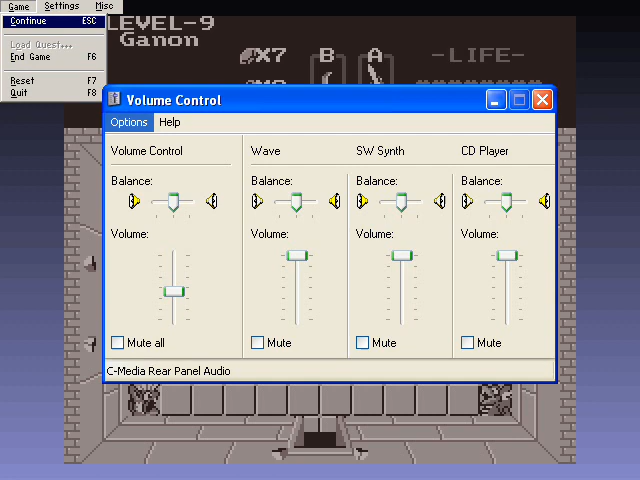 Game Settings Misc
Continue ESC
Load Quest...
End Game F6
Reset F7
Quit F8
LEVEL-9
Ganon
X7
B A
-LIFE-
Volume Control
Options Help
Volume Control Wave SW Synth CD Player
Balance: Balance: Balance: Balance:
Volume: Volume: Volume: Volume:
Mute all Mute Mute Mute
C-Media Rear Panel Audio